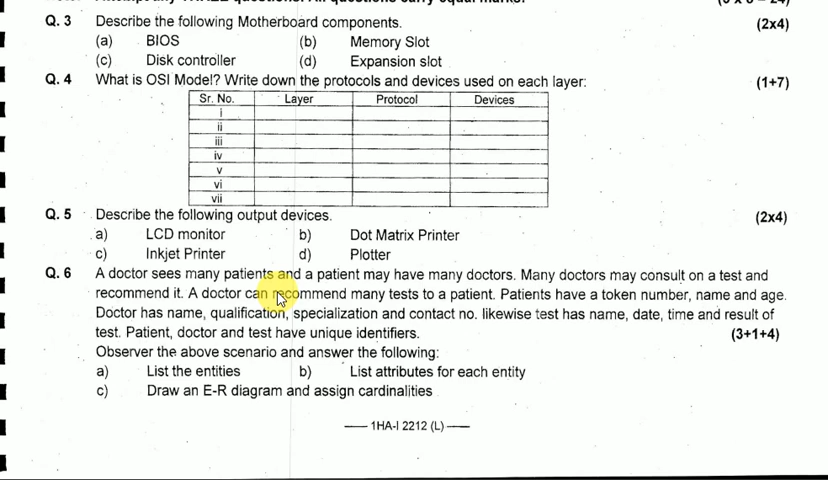 Q. 3 Describe the following Motherboard components. (2x4)
(a) BIOS (b) Memory Slot
(c) Disk controller (d) Expansion slot
Q. 4 What is OSI Model? Write down the protocols and devices used on each layer: (1+7)
Sr. No. Layer Protocol Devices
i
ii
iii
iv
v
vi
vii
Q. 5 Describe the following output devices. (2x4)
a) LCD monitor b) Dot Matrix Printer
c) Inkjet Printer d) Plotter
Q. 6 A doctor sees many patients and a patient may have many doctors. Many doctors may consult on a test and
recommend it. A doctor can recommend many tests to a patient. Patients have a token number, name and age.
Doctor has name, qualification, specialization and contact no. likewise test has name, date, time and result of
test. Patient, doctor and test have unique identifiers. (3+1+4)
Observer the above scenario and answer the following:
a) List the entities b) List attributes for each entity
c) Draw an E-R diagram and assign cardinalities
1HA-I 2212 (L)